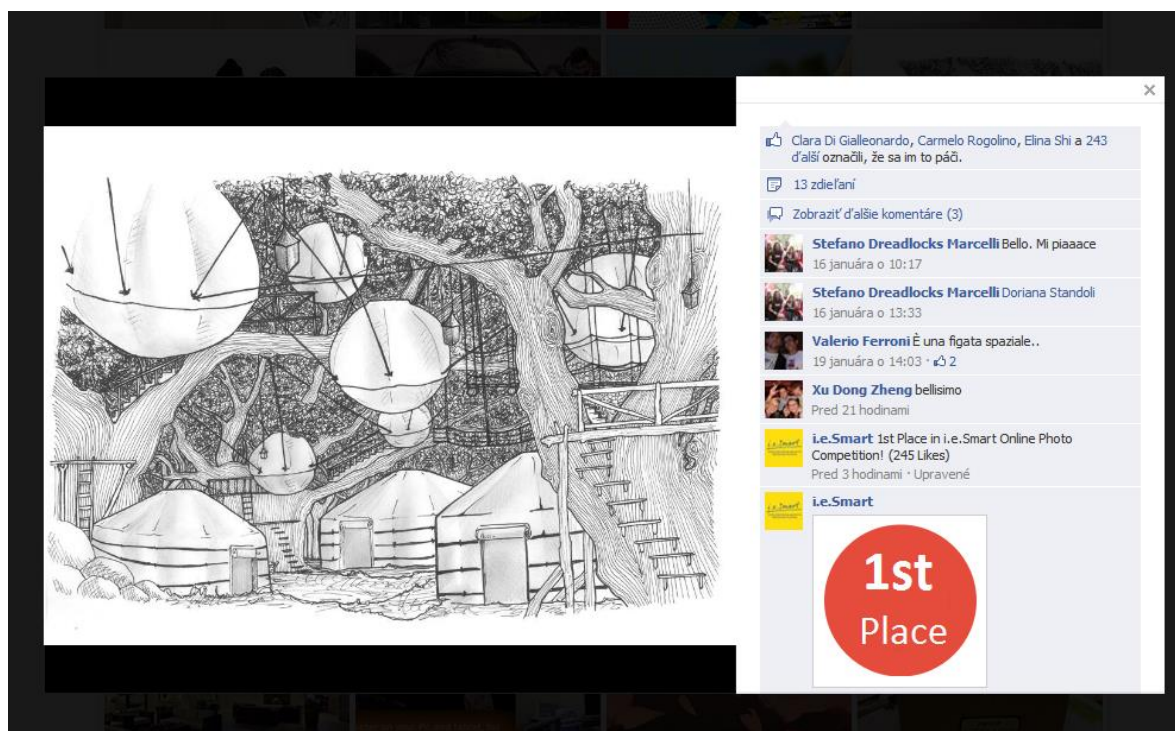 Clara Di Gialleonardo, Carmelo Rogolino, Elina Shi a 243
ďalší označili, že sa im to páči.
13 zdieľaní
Zobraziť ďalšie komentáre (3)
Stefano Dreadlocks Marcelli Bello. Mi piaaace
16 januára o 10:17
Stefano Dreadlocks Marcelli Doriana Standoli
16 januára o 13:33
Valerio Ferroni È una figata spaziale..
19 januára o 14:03 · 2
Xu Dong Zheng bellisimo
Pred 21 hodinami
i.e.Smart 1st Place in i.e.Smart Online Photo
Competition! (245 Likes)
Pred 3 hodinami · Upravené
i.e.Smart
1st
Place